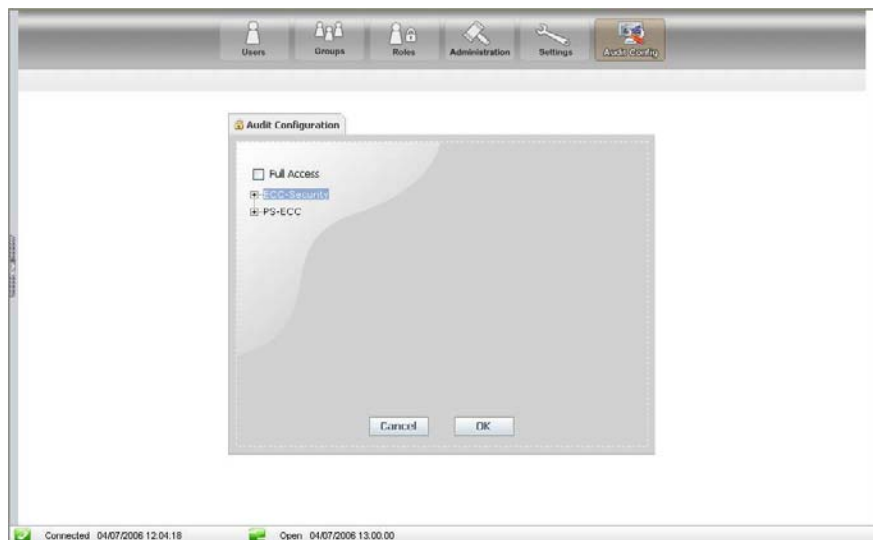 Users Groups Roles Administration Settings Audit Config
Audit Configuration
Full Access
ECC-Security
PS-ECC
Cancel OK
Connected 04/07/2006 12:04:18 Open 04/07/2006 13.00.00